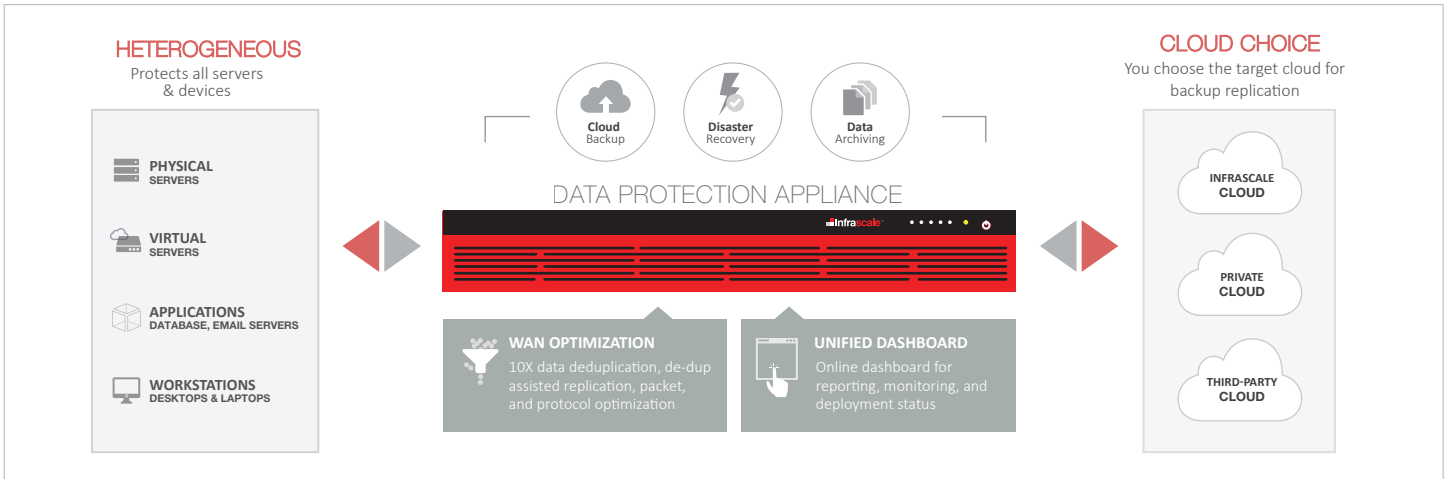 HETEROGENEOUS
Protects all servers
& devices
PHYSICAL
SERVERS
VIRTUAL
SERVERS
APPLICATIONS
DATABASE, EMAIL SERVERS
WORKSTATIONS
DESKTOPS & LAPTOPS
Cloud
Backup
Disaster
Recovery
Data
Archiving
DATA PROTECTION APPLIANCE
Infrascale
WAN OPTIMIZATION
10X data deduplication, de-dup
assisted replication, packet,
and protocol optimization
UNIFIED DASHBOARD
Online dashboard for
reporting, monitoring, and
deployment status
CLOUD CHOICE
You choose the target cloud for
backup replication
INFRASCALE
CLOUD
PRIVATE
CLOUD
THIRD-PARTY
CLOUD